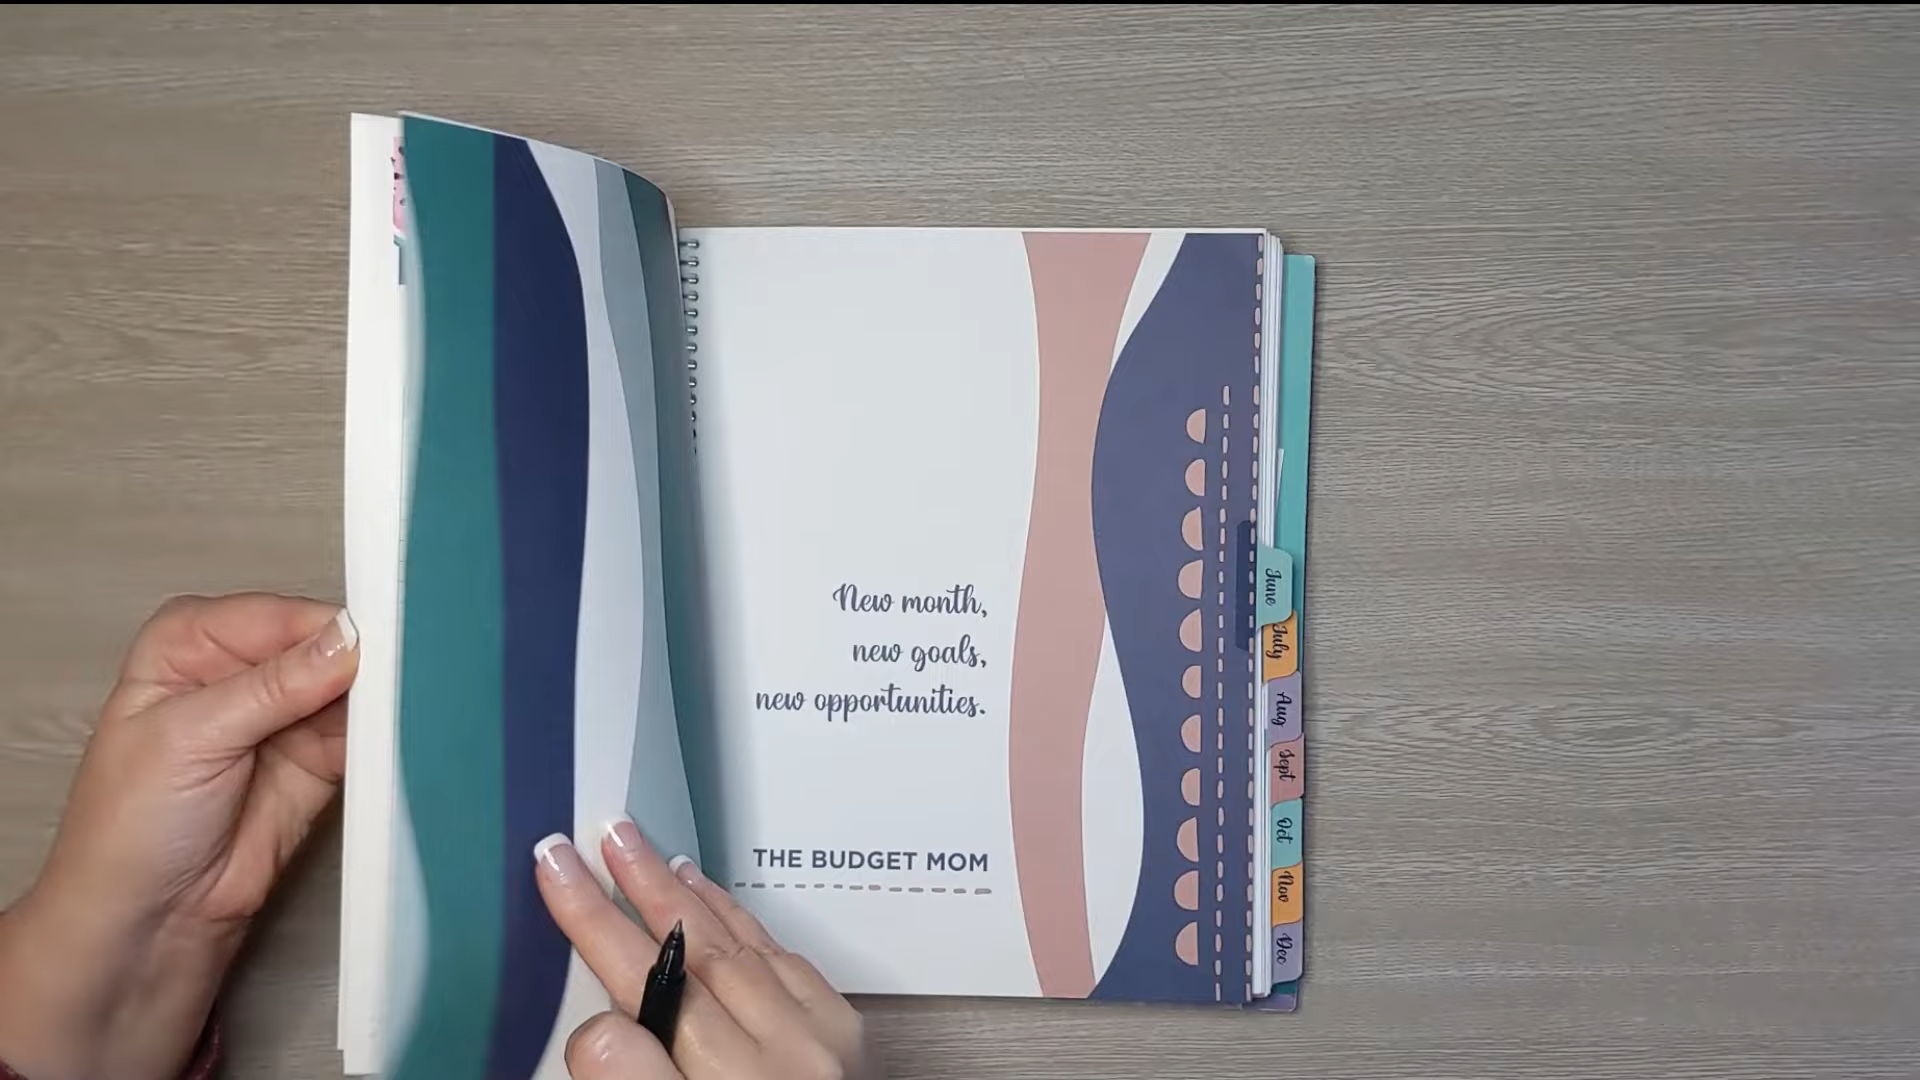 New month,
new goals,
new opportunities.
THE BUDGET MOM
June
July
Aug
Sept
Oct
Nov
Dec